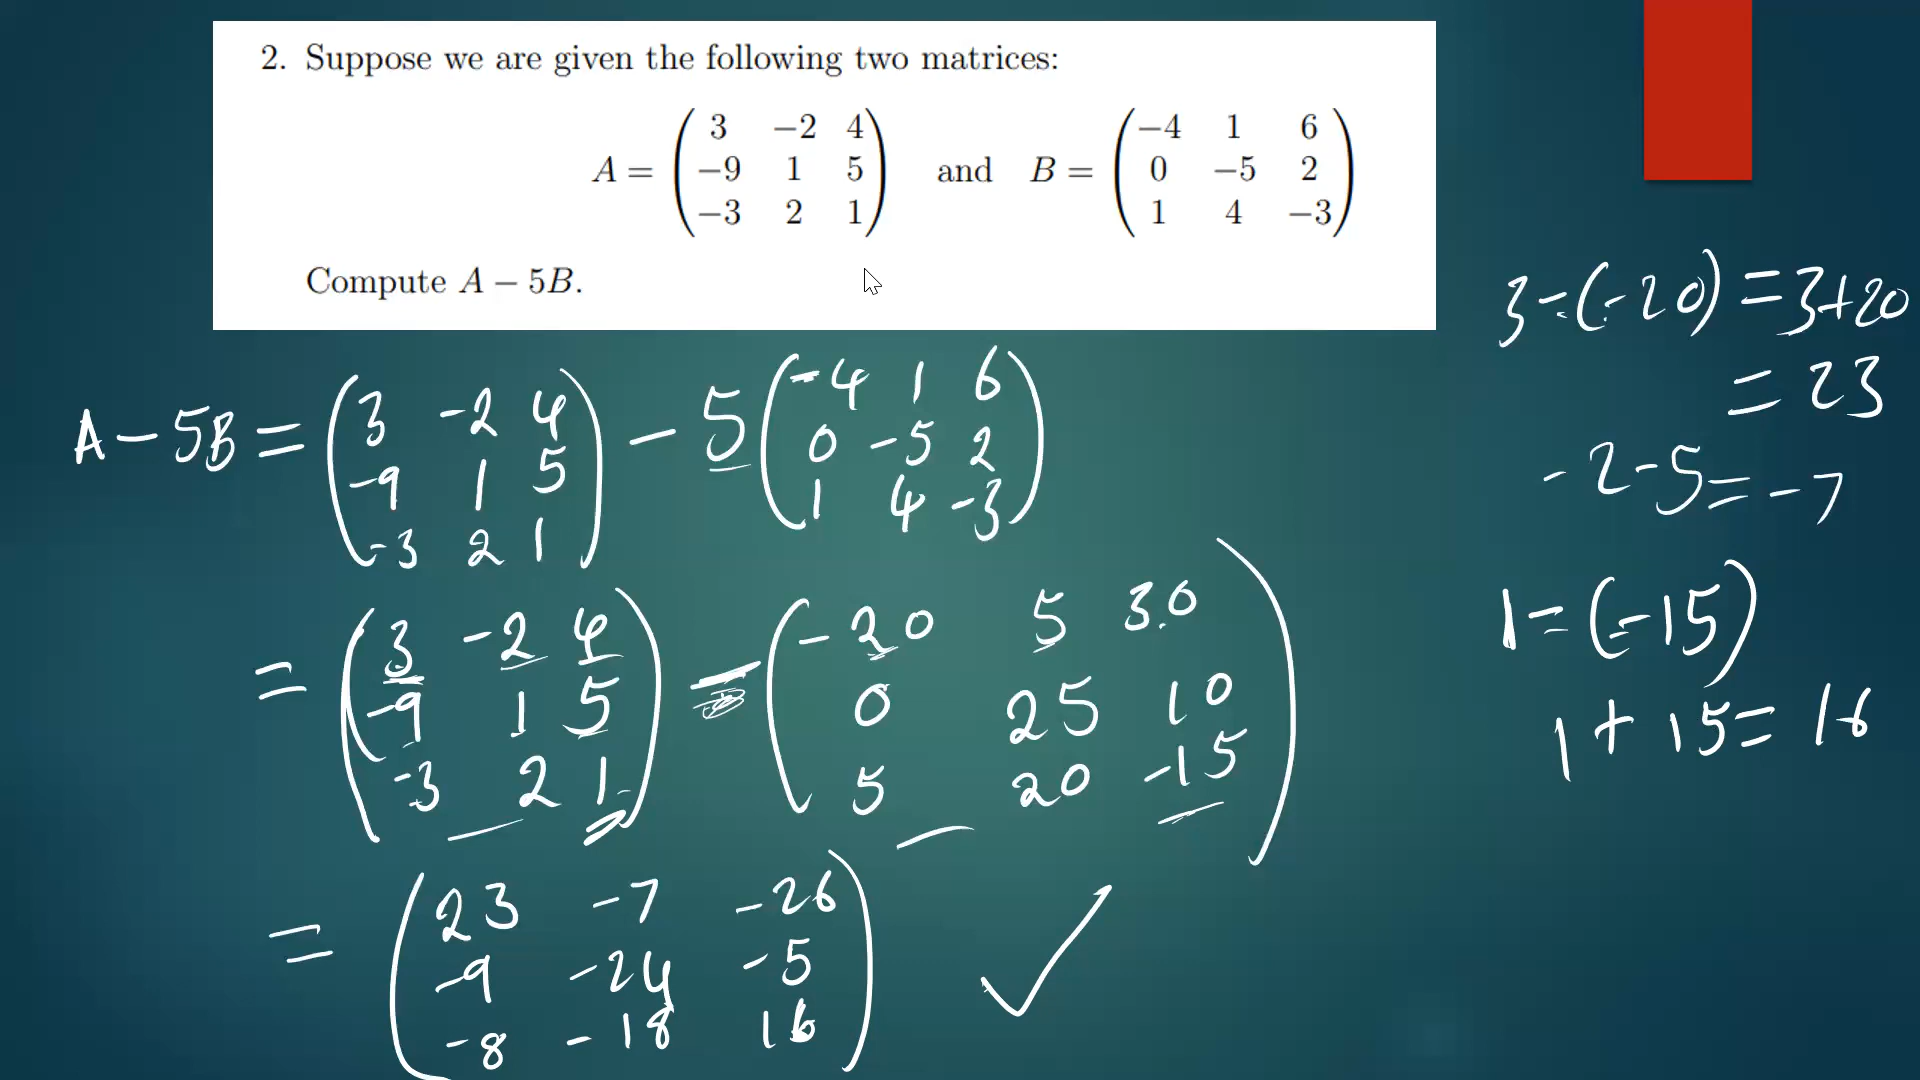 2. Suppose we are given the following two matrices:
A = ( 3 −2 4
−9 1 5
−3 2 1 ) and B = ( −4 1 6
0 −5 2
1 4 −3 )
Compute A − 5B.
A − 5B = ( 3 -2 4
-9 1 5
-3 2 1 ) − 5 ( -4 1 6
0 -5 2
1 4 -3 )
= ( 3 -2 4
-9 1 5
-3 2 1 ) − ( -20 5 30
0 25 10
5 20 -15 )
= ( 23 -7 -26
-9 -24 -5
-8 -18 16 )
3-(-20) = 3+20
= 23
-2-5 = -7
1-(-15)
1+15 = 16